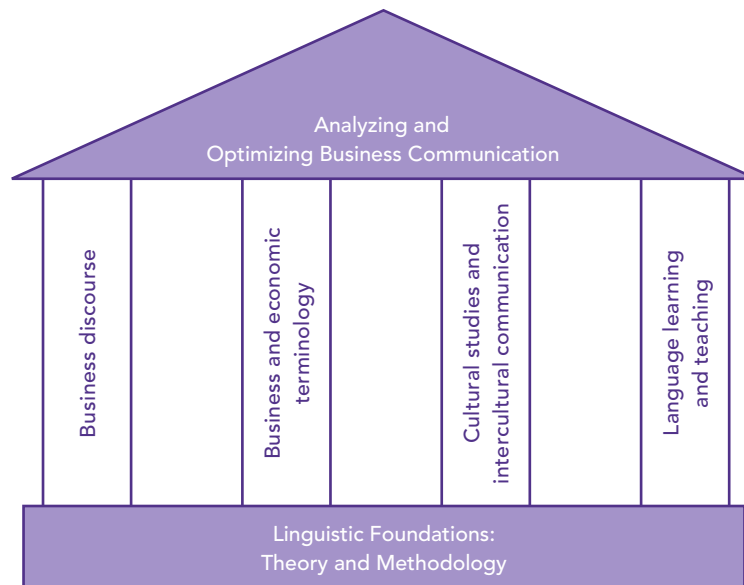 Analyzing and
Optimizing Business Communication
Business discourse
Business and economic
terminology
Cultural studies and
intercultural communication
Language learning
and teaching
Linguistic Foundations:
Theory and Methodology